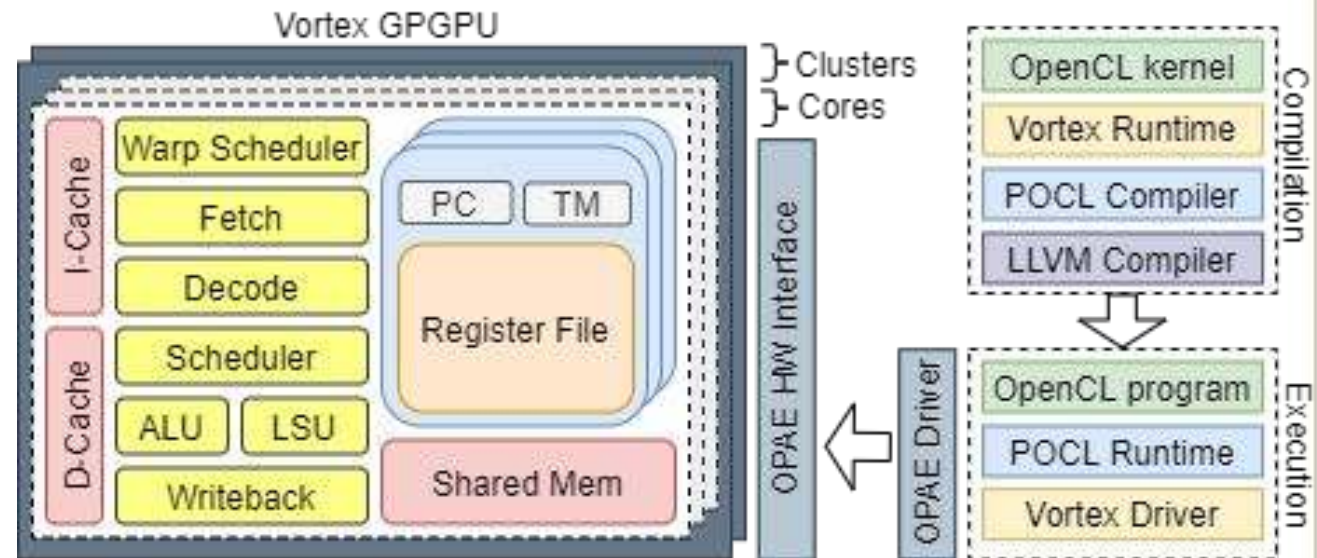 Vortex GPGPU
Clusters
Cores
I-Cache
D-Cache
Warp Scheduler
Fetch
Decode
Scheduler
ALU
LSU
Writeback
PC
TM
Register File
Shared Mem
OPAE HW Interface
OPAE Driver
OpenCL kernel
Vortex Runtime
POCL Compiler
LLVM Compiler
Compilation
OpenCL program
POCL Runtime
Vortex Driver
Execution